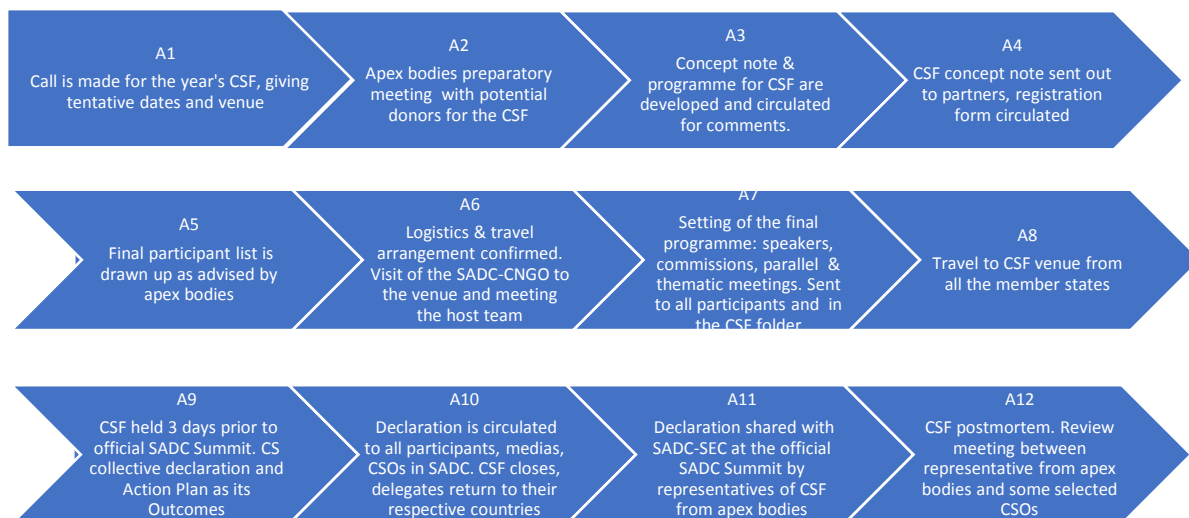 A1
Call is made for the year's CSF, giving
tentative dates and venue
A2
Apex bodies preparatory
meeting with potential
donors for the CSF
A3
Concept note &
programme for CSF are
developed and circulated
for comments.
A4
CSF concept note sent out
to partners, registration
form circulated
A5
Final participant list is
drawn up as advised by
apex bodies
A6
Logistics & travel
arrangement confirmed.
Visit of the SADC-CNGO to
the venue and meeting
the host team
A7
Setting of the final
programme: speakers,
commissions, parallel &
thematic meetings. Sent
to all participants and in
the CSF folder
A8
Travel to CSF venue from
all the member states
A9
CSF held 3 days prior to
official SADC Summit. CS
collective declaration and
Action Plan as its
Outcomes
A10
Declaration is circulated
to all participants, medias,
CSOs in SADC. CSF closes,
delegates return to their
respective countries
A11
Declaration shared with
SADC-SEC at the official
SADC Summit by
representatives of CSF
from apex bodies
A12
CSF postmortem. Review
meeting between
representative from apex
bodies and some selected
CSOs